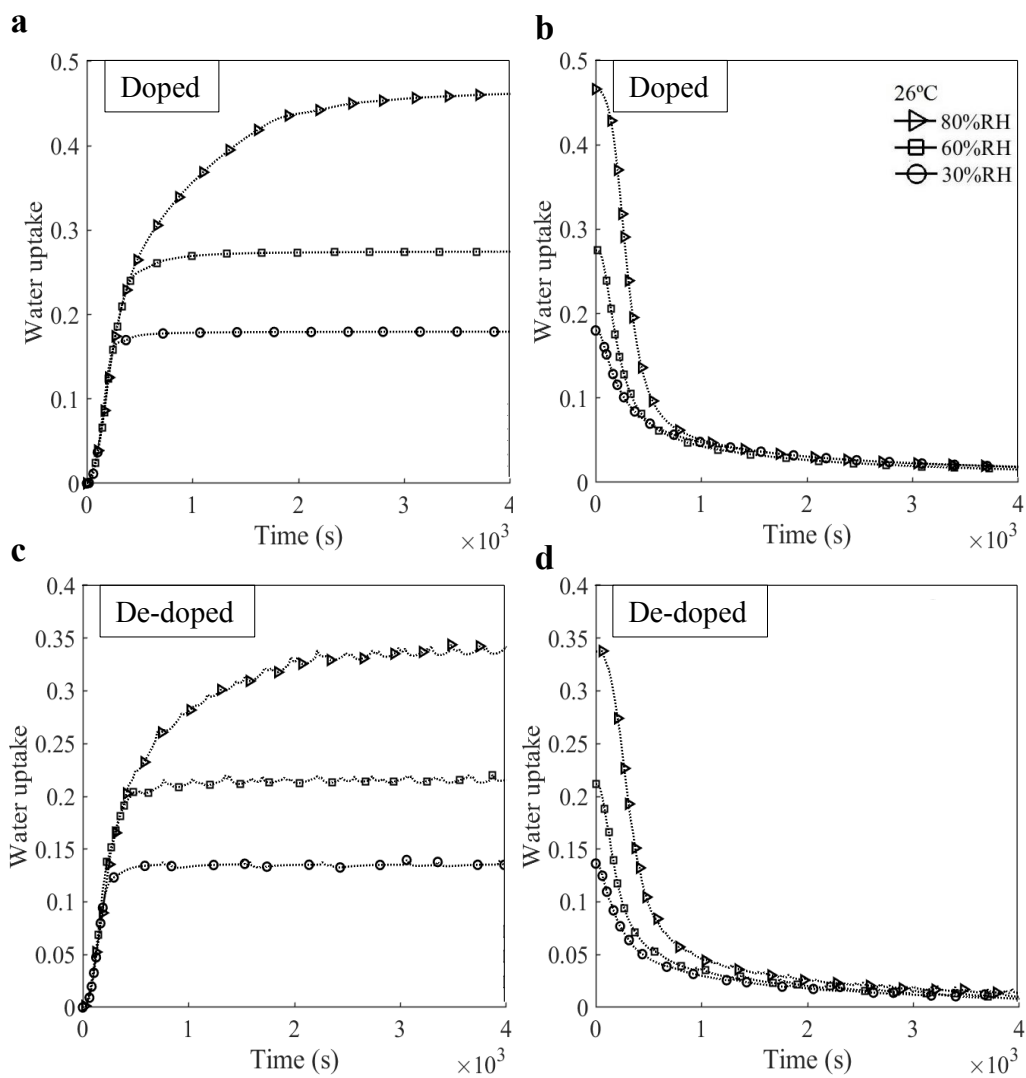 a
Doped
0.5
0.4
0.3
0.2
0.1
0
Water uptake
0
1
2
3
4
Time (s)
×10³
b
Doped
26ºC
80%RH
60%RH
30%RH
0.5
0.4
0.3
0.2
0.1
0
Water uptake
0
1
2
3
4
Time (s)
×10³
c
De-doped
0.4
0.35
0.3
0.25
0.2
0.15
0.1
0.05
0
Water uptake
0
1
2
3
4
Time (s)
×10³
d
De-doped
0.4
0.35
0.3
0.25
0.2
0.15
0.1
0.05
0
Water uptake
0
1
2
3
4
Time (s)
×10³